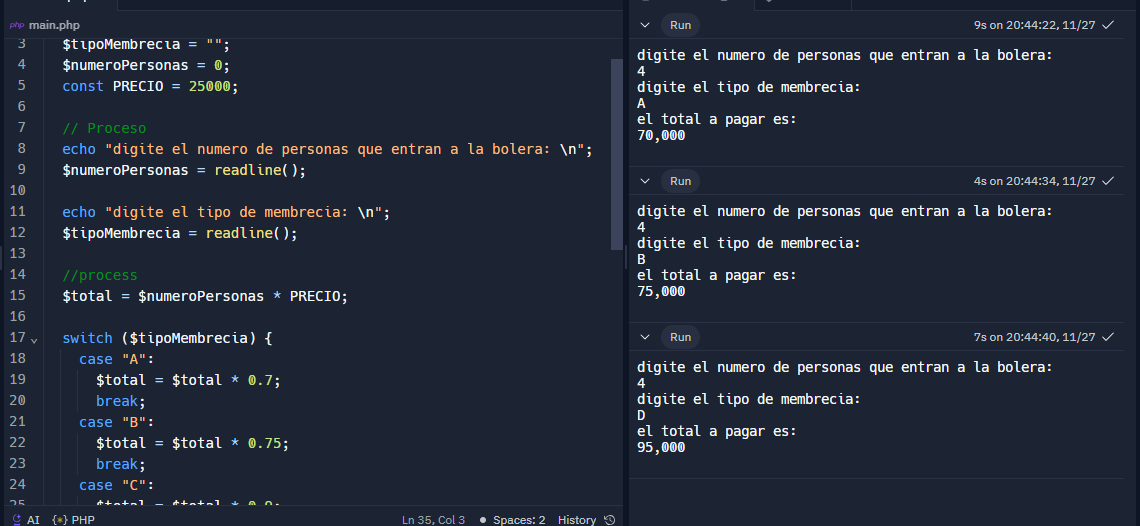 php main.php
3 $tipoMembrecia = "";
4 $numeroPersonas = 0;
5 const PRECIO = 25000;
6
7 // Proceso
8 echo "digite el numero de personas que entran a la bolera: \n";
9 $numeroPersonas = readline();
10
11 echo "digite el tipo de membrecia: \n";
12 $tipoMembrecia = readline();
13
14 //process
15 $total = $numeroPersonas * PRECIO;
16
17 switch ($tipoMembrecia) {
18 case "A":
19 $total = $total * 0.7;
20 break;
21 case "B":
22 $total = $total * 0.75;
23 break;
24 case "C":
25 $total = $total * 0.9;
AI {*} PHP
Ln 35, Col 3
Spaces: 2
History
Run 9s on 20:44:22, 11/27
digite el numero de personas que entran a la bolera:
4
digite el tipo de membrecia:
A
el total a pagar es:
70,000
Run 4s on 20:44:34, 11/27
digite el numero de personas que entran a la bolera:
4
digite el tipo de membrecia:
B
el total a pagar es:
75,000
Run 7s on 20:44:40, 11/27
digite el numero de personas que entran a la bolera:
4
digite el tipo de membrecia:
D
el total a pagar es:
95,000